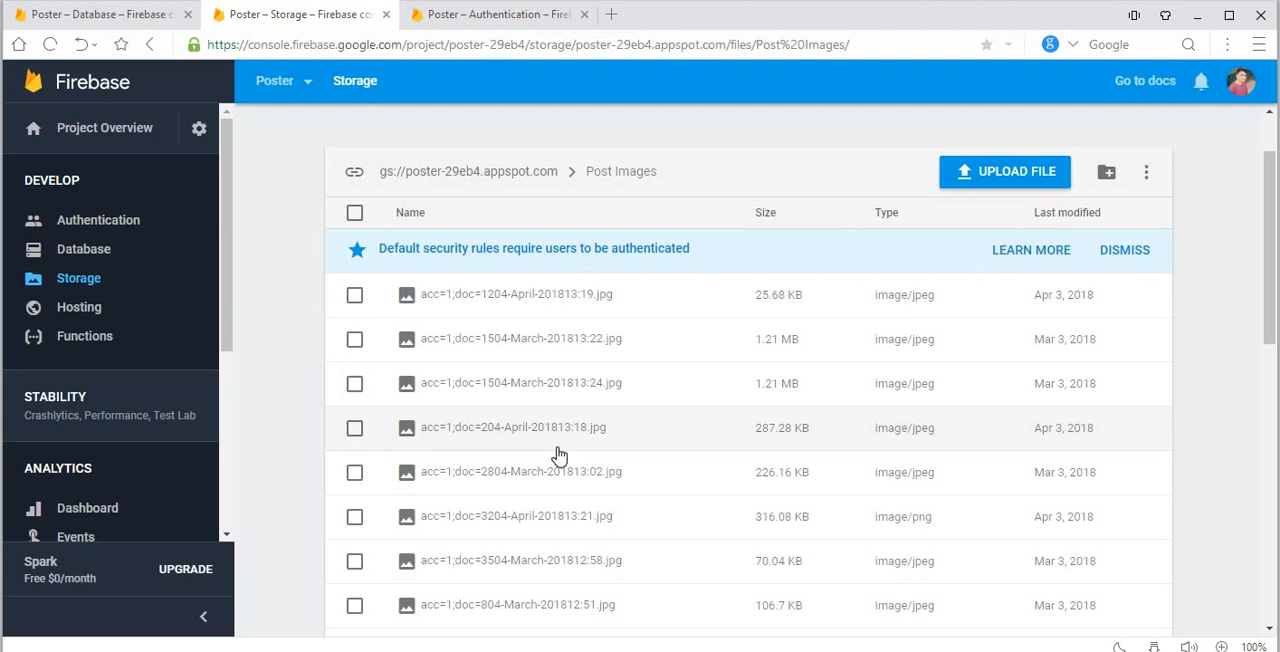 Poster – Database – Firebase c
Poster – Storage – Firebase co
Poster – Authentication – Fire
https://console.firebase.google.com/project/poster-29eb4/storage/poster-29eb4.appspot.com/files/Post%20Images/
Google
Firebase
Poster
Storage
Go to docs
Project Overview
DEVELOP
Authentication
Database
Storage
Hosting
Functions
STABILITY
Crashlytics, Performance, Test Lab
ANALYTICS
Dashboard
Events
Spark
Free $0/month
UPGRADE
gs://poster-29eb4.appspot.com > Post Images
UPLOAD FILE
Name Size Type Last modified
Default security rules require users to be authenticated LEARN MORE DISMISS
acc=1;doc=1204-April-201813:19.jpg 25.68 KB image/jpeg Apr 3, 2018
acc=1;doc=1504-March-201813:22.jpg 1.21 MB image/jpeg Mar 3, 2018
acc=1;doc=1504-March-201813:24.jpg 1.21 MB image/jpeg Mar 3, 2018
acc=1;doc=204-April-201813:18.jpg 287.28 KB image/jpeg Apr 3, 2018
acc=1;doc=2804-March-201813:02.jpg 226.16 KB image/jpeg Mar 3, 2018
acc=1;doc=3204-April-201813:21.jpg 316.08 KB image/png Apr 3, 2018
acc=1;doc=3504-March-201812:58.jpg 70.04 KB image/jpeg Mar 3, 2018
acc=1;doc=804-March-201812:51.jpg 106.7 KB image/jpeg Mar 3, 2018
100%